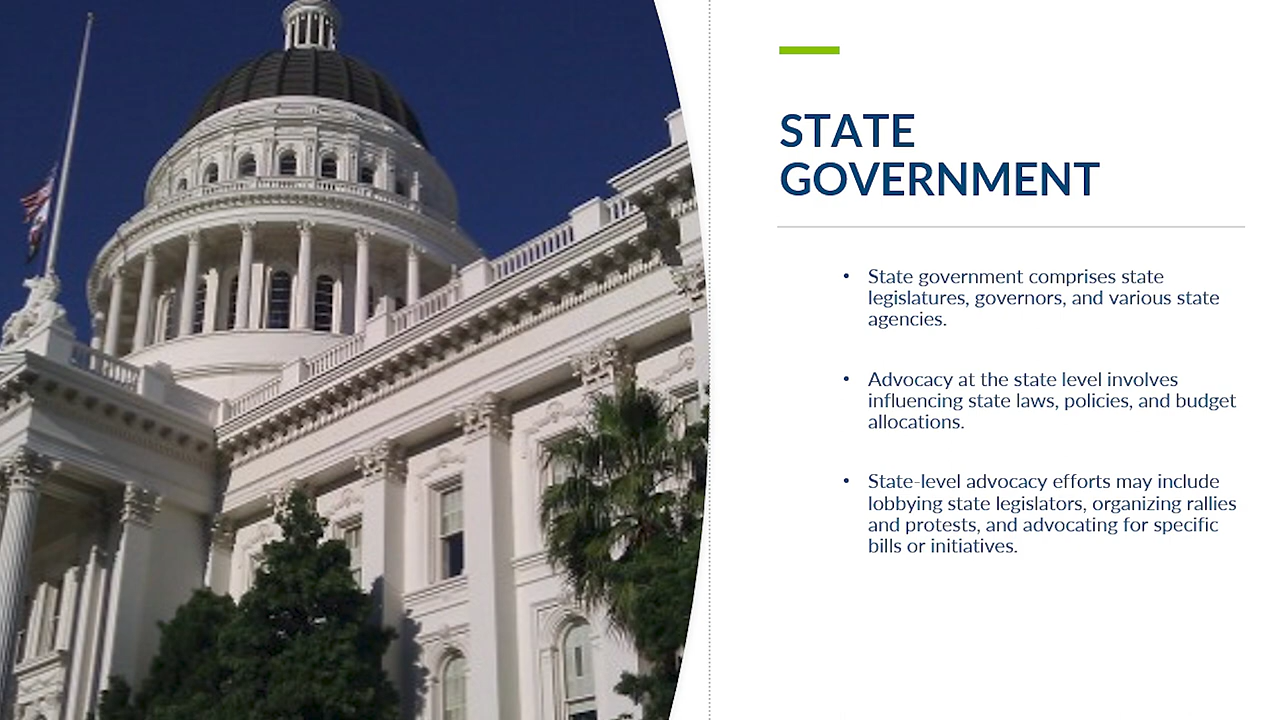 STATE
GOVERNMENT
• State government comprises state
legislatures, governors, and various state
agencies.
• Advocacy at the state level involves
influencing state laws, policies, and budget
allocations.
• State-level advocacy efforts may include
lobbying state legislators, organizing rallies
and protests, and advocating for specific
bills or initiatives.